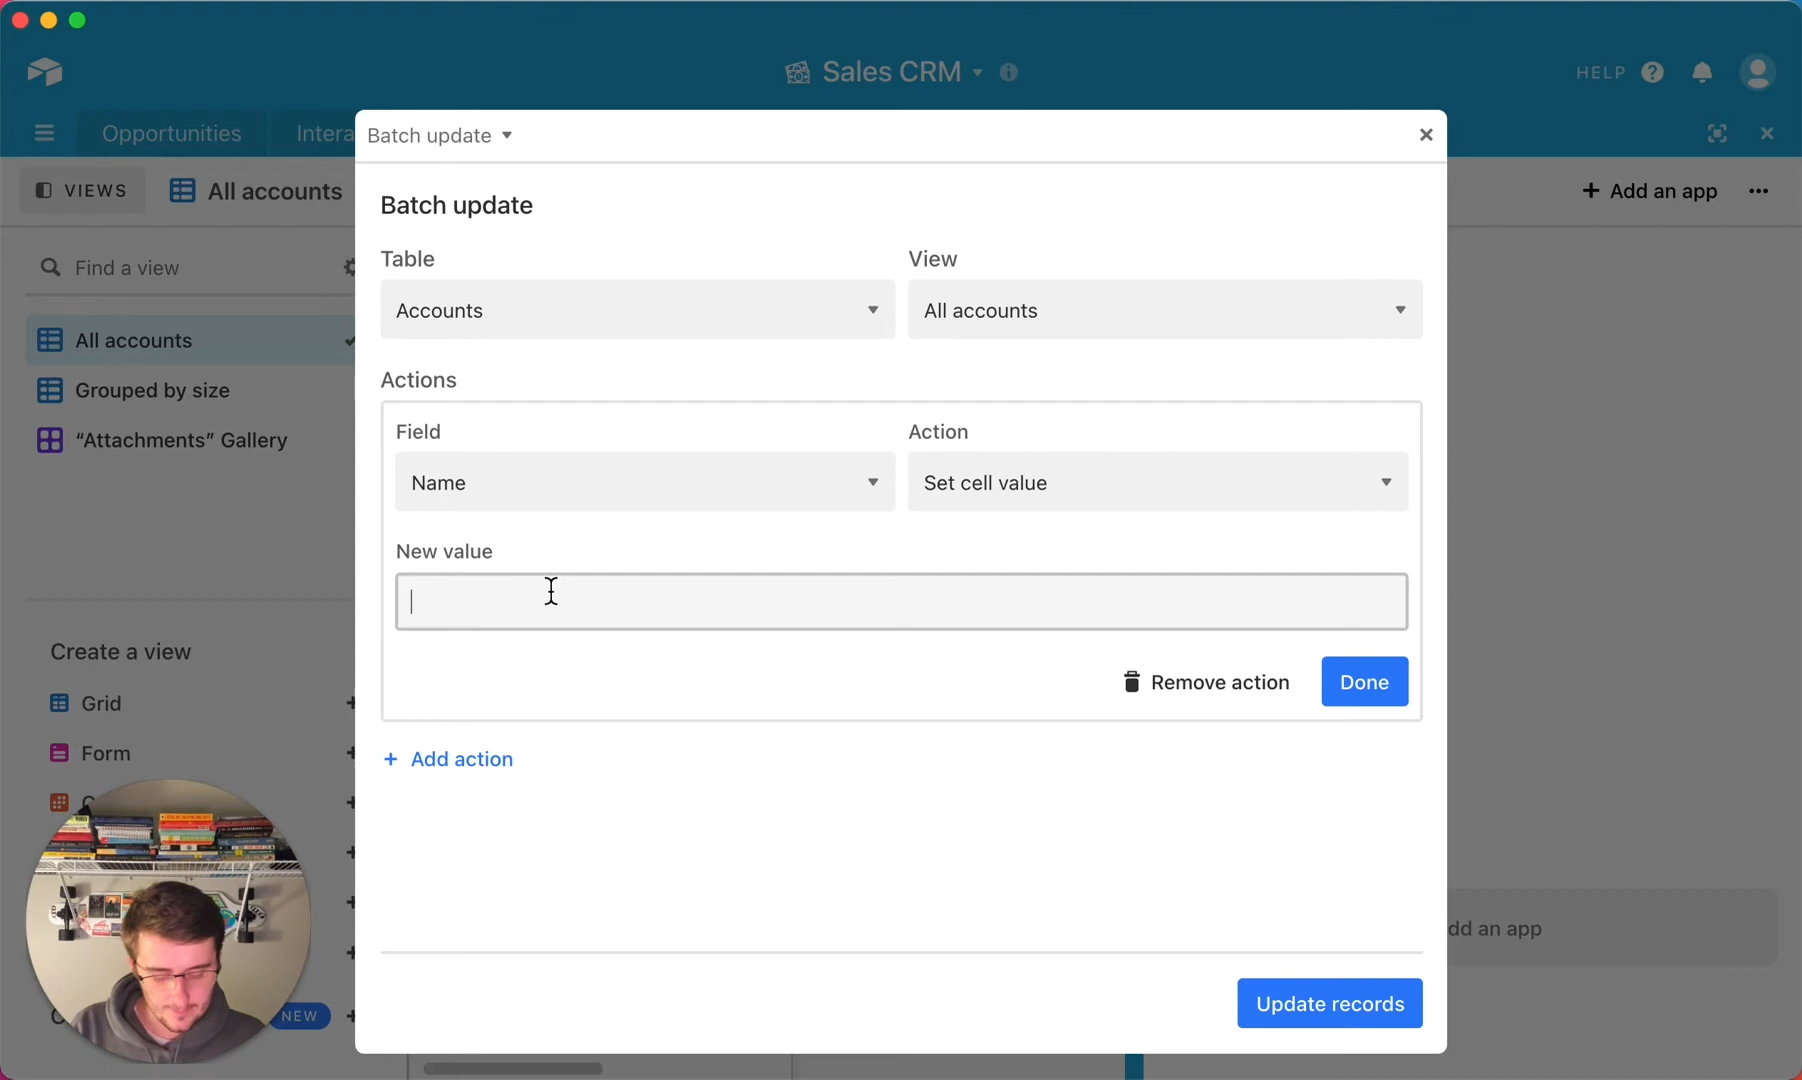 Sales CRM
HELP
Opportunities
Intera
Batch update
VIEWS
All accounts
Add an app
Batch update
Find a view
Table
View
Accounts
All accounts
All accounts
Grouped by size
“Attachments” Gallery
Actions
Field
Action
Name
Set cell value
New value
Create a view
Remove action
Done
Grid
Form
Add action
dd an app
Update records
NEW